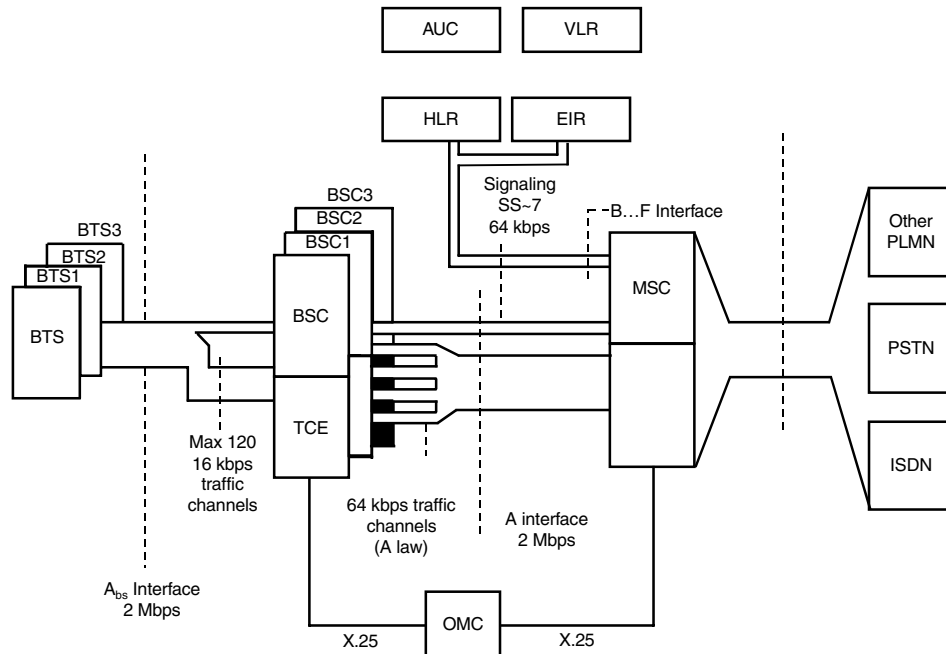 AUC
VLR
HLR
EIR
Signaling
SS~7
64 kbps
B...F Interface
BSC3
BSC2
BSC1
BSC
TCE
BTS3
BTS2
BTS1
BTS
MSC
Other
PLMN
PSTN
ISDN
Max 120
16 kbps
traffic
channels
64 kbps traffic
channels
(A law)
A interface
2 Mbps
Abs Interface
2 Mbps
X.25
OMC
X.25